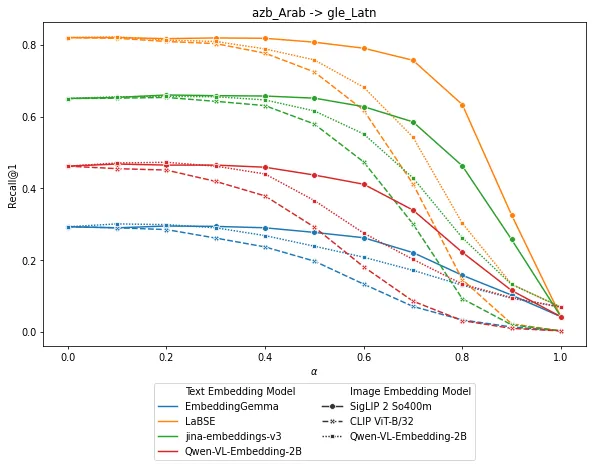 azb_Arab -> gle_Latn
Recall@1
0.8
0.6
0.4
0.2
0.0
0.0 0.2 0.4 0.6 0.8 1.0
α
Text Embedding Model
EmbeddingGemma
LaBSE
jina-embeddings-v3
Qwen-VL-Embedding-2B
Image Embedding Model
SigLIP 2 So400m
CLIP ViT-B/32
Qwen-VL-Embedding-2B